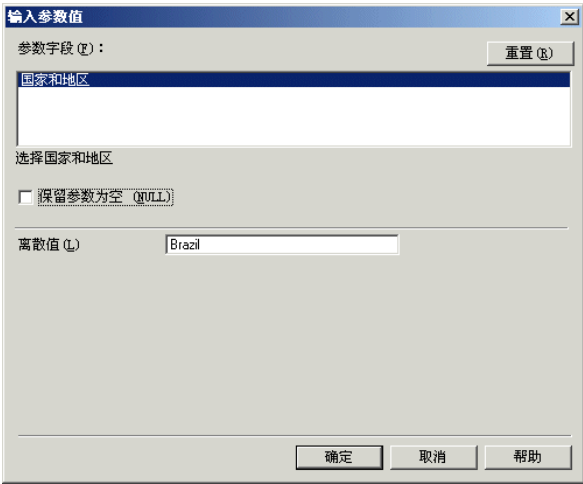 输入参数值
参数字段(F)：
重置(R)
国家和地区
选择国家和地区
保留参数为空 (NULL)
离散值(L)
Brazil
确定
取消
帮助